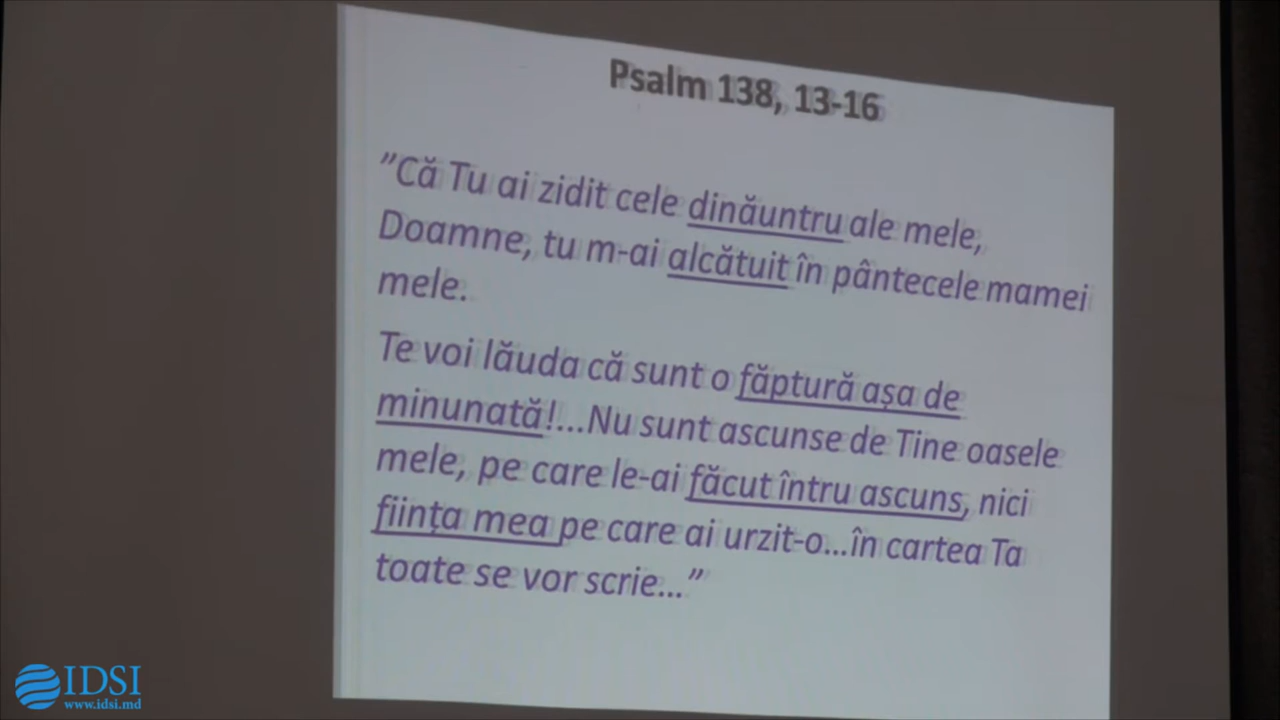 Psalm 138, 13-16
”Că Tu ai zidit cele dinăuntru ale mele,
Doamne, tu m-ai alcătuit în pântecele mamei
mele.
Te voi lăuda că sunt o făptură așa de
minunată!...Nu sunt ascunse de Tine oasele
mele, pe care le-ai făcut întru ascuns, nici
ființa mea pe care ai urzit-o...în cartea Ta
toate se vor scrie...”
IDSI
www.idsi.md